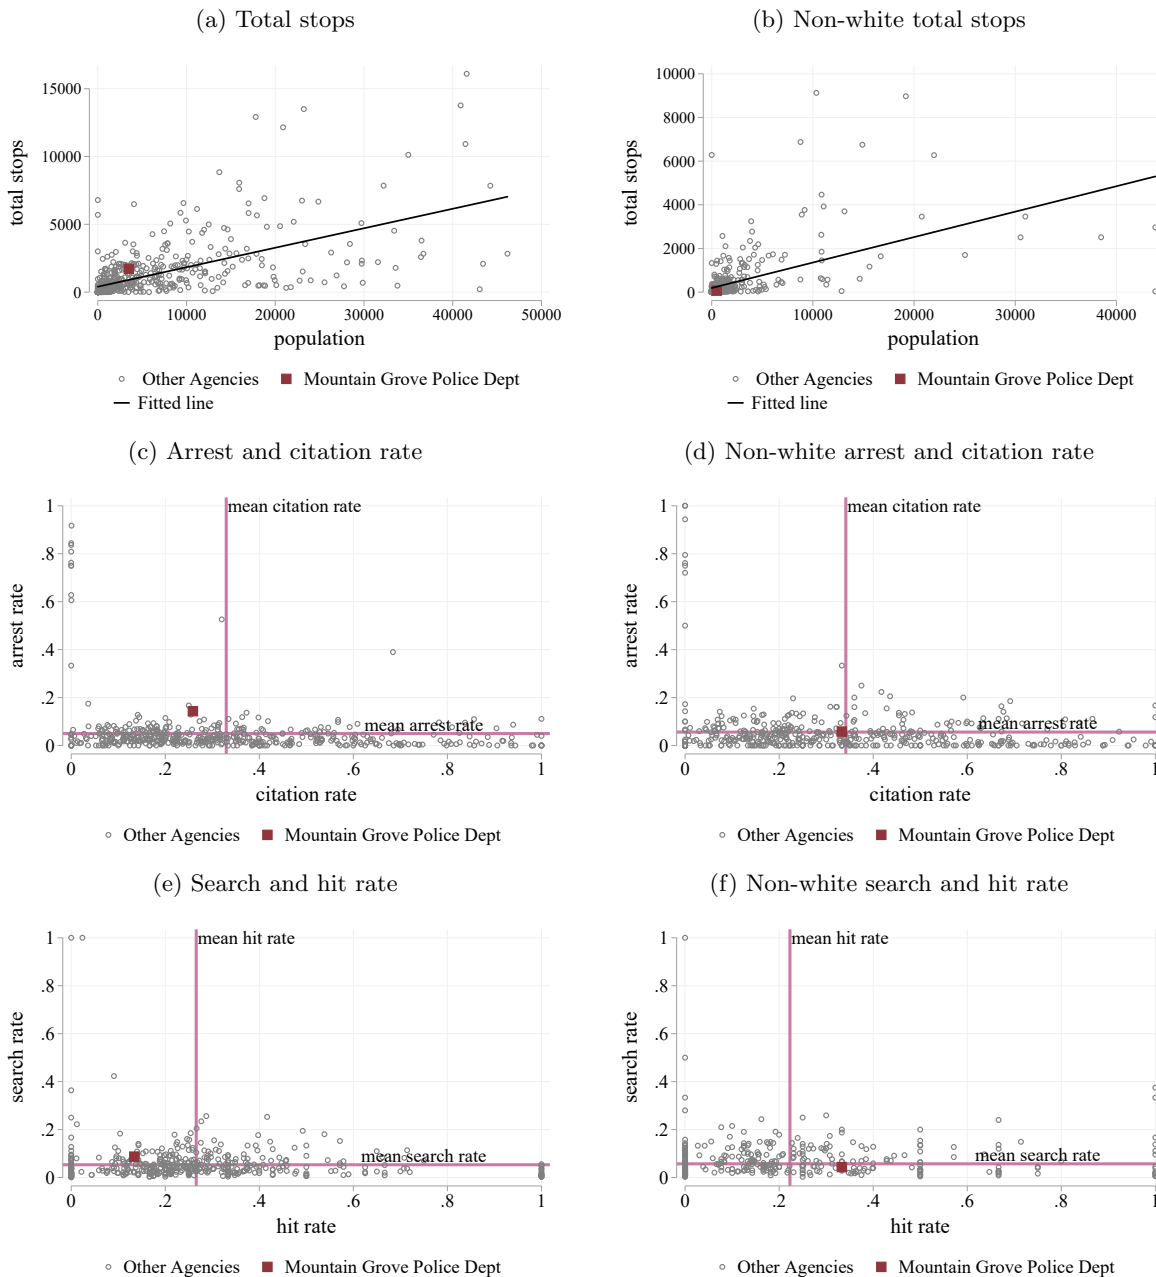 (a) Total stops
(b) Non-white total stops
total stops
15000
10000
5000
0
0 10000 20000 30000 40000 50000
population
Other Agencies Mountain Grove Police Dept
Fitted line
total stops
10000
8000
6000
4000
2000
0
0 10000 20000 30000 40000
population
Other Agencies Mountain Grove Police Dept
Fitted line
(c) Arrest and citation rate
(d) Non-white arrest and citation rate
arrest rate
1
.8
.6
.4
.2
0
mean citation rate
mean arrest rate
0 .2 .4 .6 .8 1
citation rate
Other Agencies Mountain Grove Police Dept
arrest rate
1
.8
.6
.4
.2
0
mean citation rate
mean arrest rate
0 .2 .4 .6 .8 1
citation rate
Other Agencies Mountain Grove Police Dept
(e) Search and hit rate
(f) Non-white search and hit rate
search rate
1
.8
.6
.4
.2
0
mean hit rate
mean search rate
0 .2 .4 .6 .8 1
hit rate
Other Agencies Mountain Grove Police Dept
search rate
1
.8
.6
.4
.2
0
mean hit rate
mean search rate
0 .2 .4 .6 .8 1
hit rate
Other Agencies Mountain Grove Police Dept